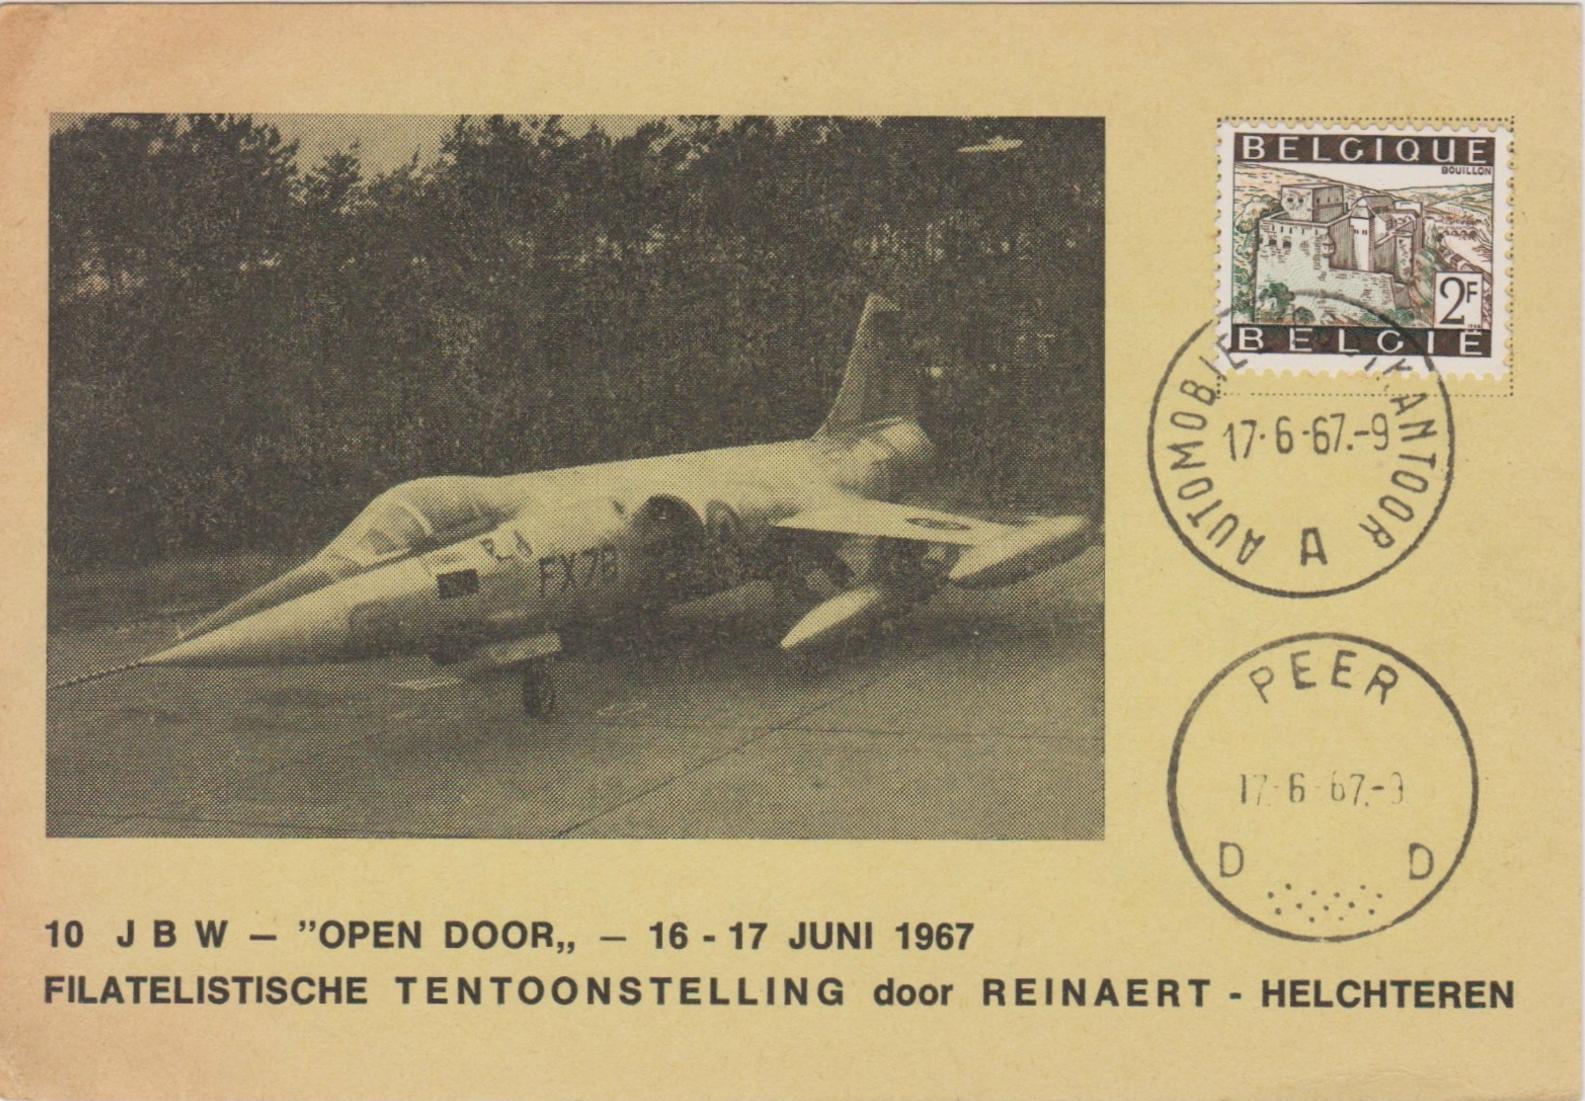 BELGIQUE
BOUILLON
2F
BELGIË
AUTOMOBIEL KANTOOR
17·6-67.-9
A
FX78
PEER
17·6-67.-9
D D
10 J B W – ”OPEN DOOR„ – 16 - 17 JUNI 1967
FILATELISTISCHE TENTOONSTELLING door REINAERT - HELCHTEREN